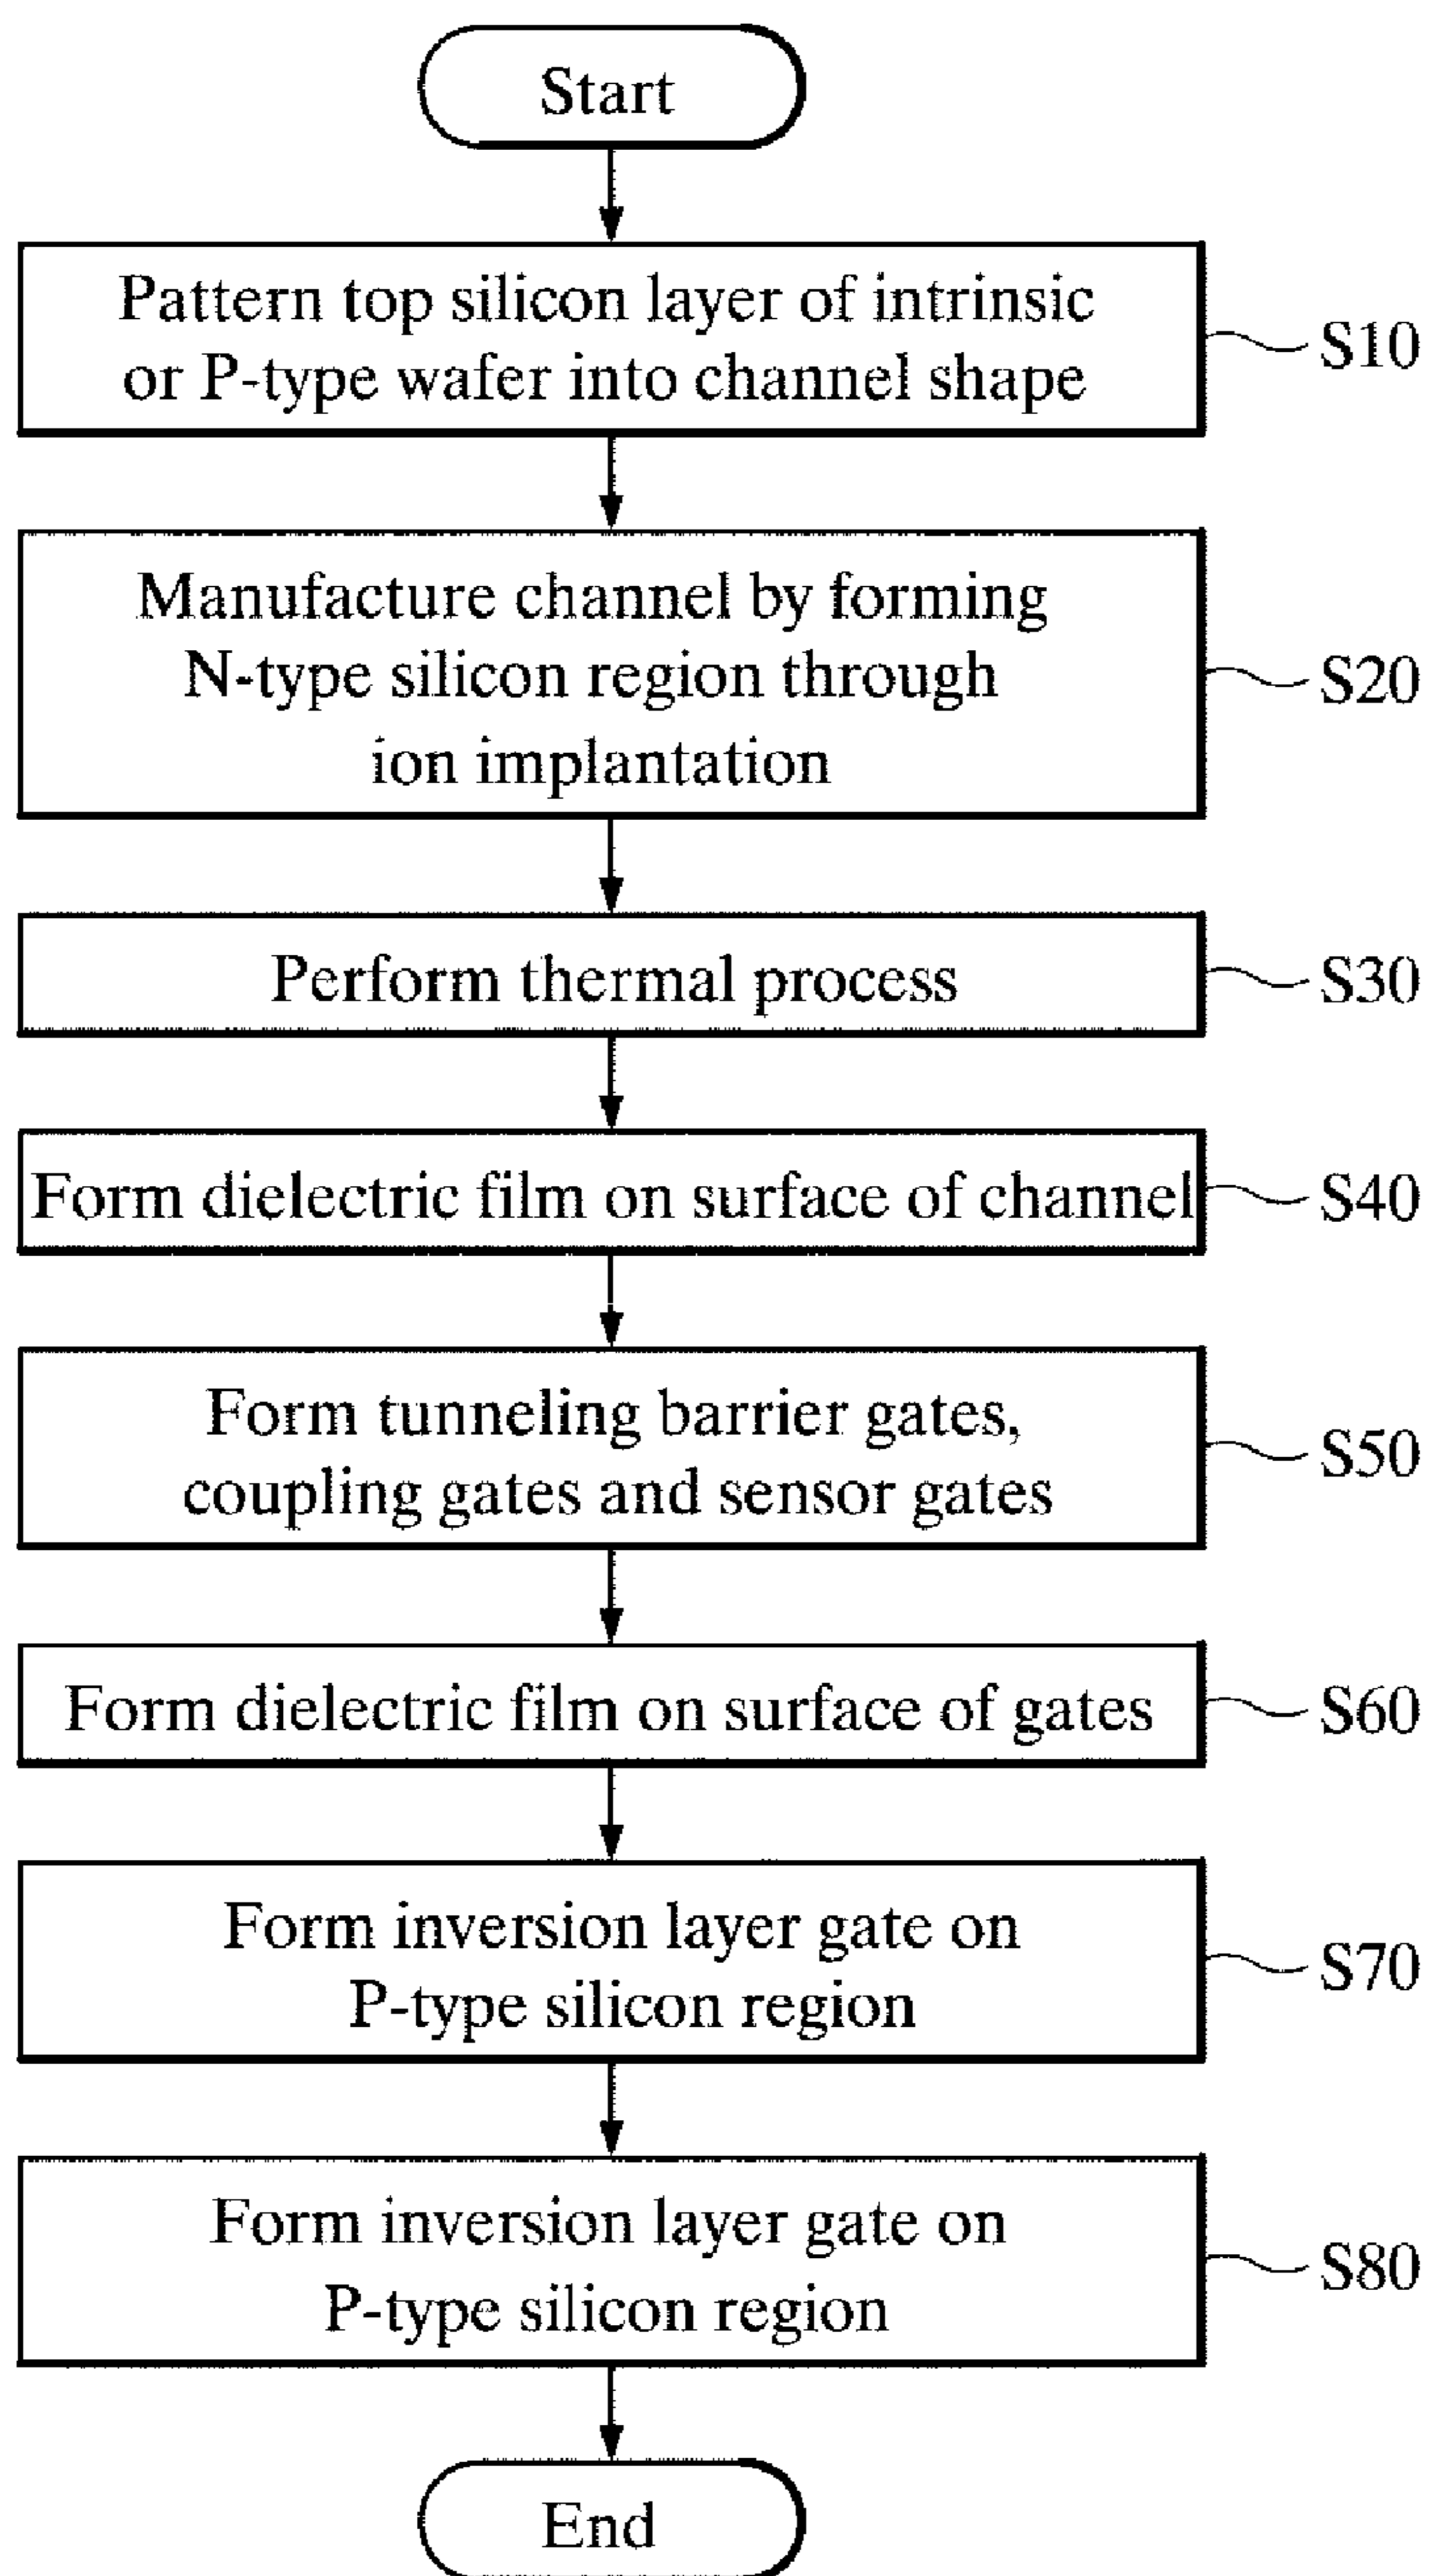 Start
Pattern top silicon layer of intrinsic
or P-type wafer into channel shape
S10
Manufacture channel by forming
N-type silicon region through
ion implantation
S20
Perform thermal process
S30
Form dielectric film on surface of channel
S40
Form tunneling barrier gates,
coupling gates and sensor gates
S50
Form dielectric film on surface of gates
S60
Form inversion layer gate on
P-type silicon region
S70
Form inversion layer gate on
P-type silicon region
S80
End